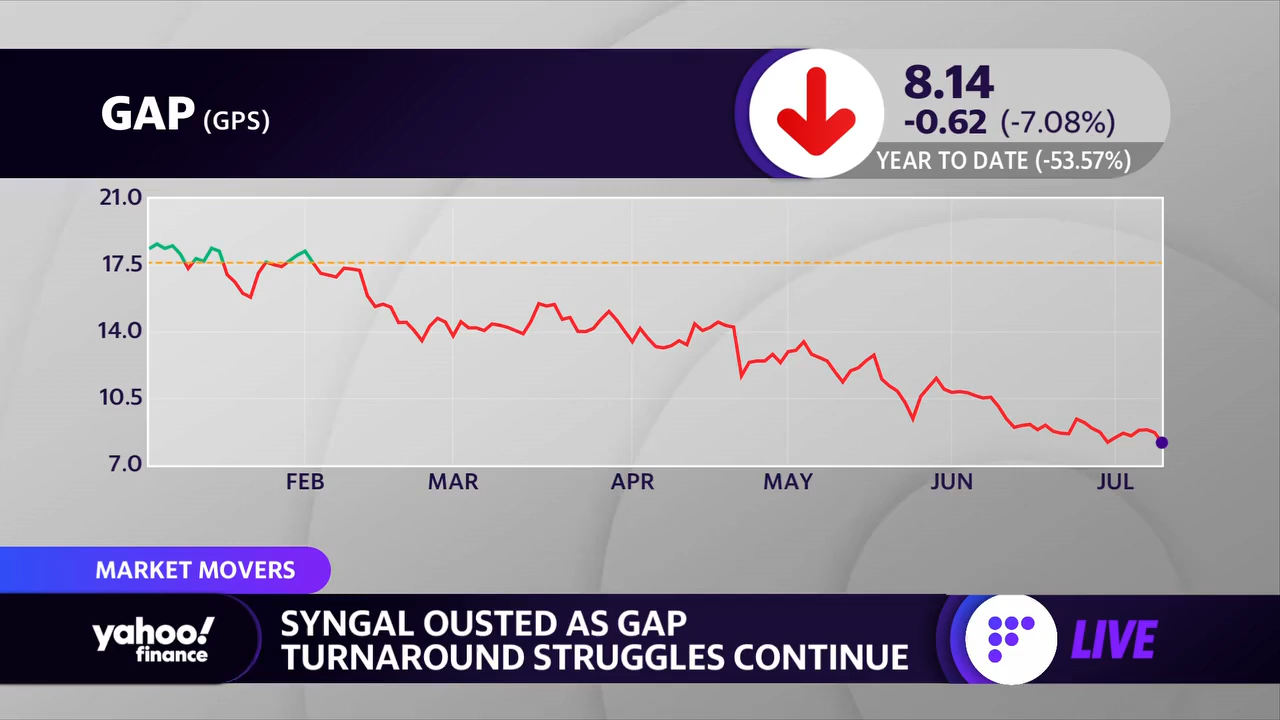 GAP (GPS)
8.14
-0.62 (-7.08%)
YEAR TO DATE (-53.57%)
21.0
17.5
14.0
10.5
7.0
FEB MAR APR MAY JUN JUL
MARKET MOVERS
yahoo!
finance
SYNGAL OUSTED AS GAP
TURNAROUND STRUGGLES CONTINUE
LIVE